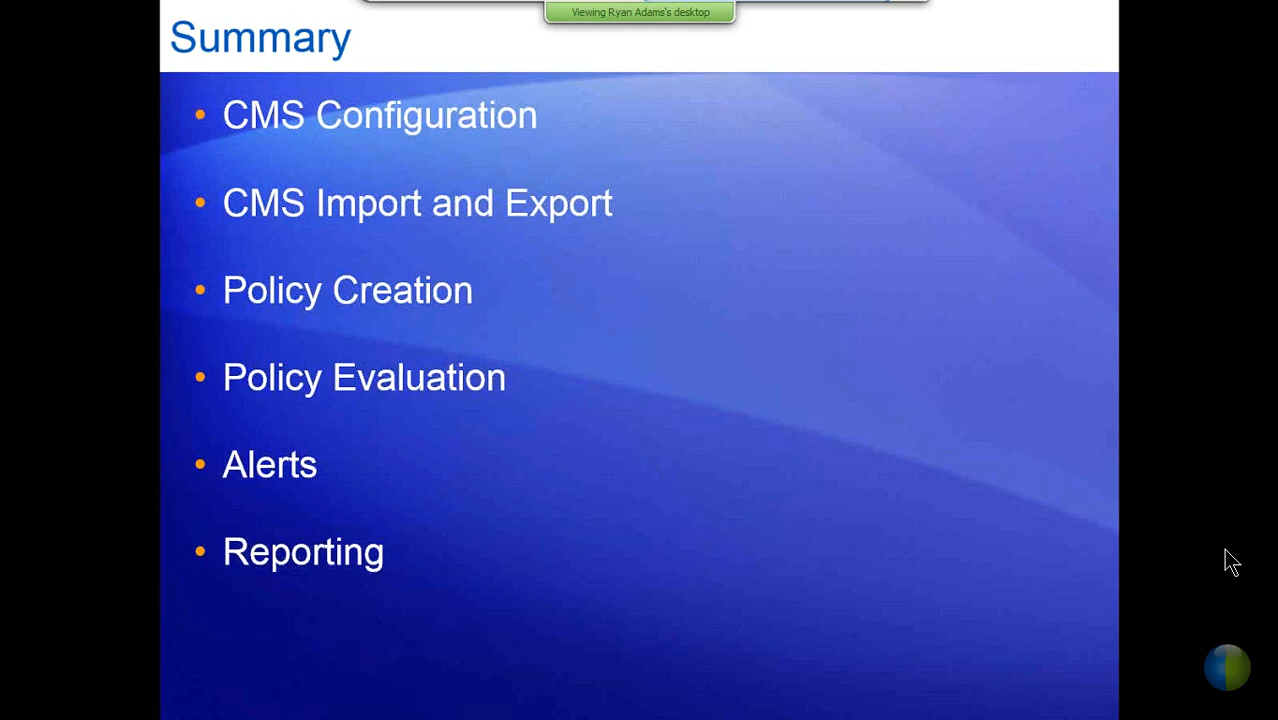 Viewing Ryan Adams's desktop
Summary
• CMS Configuration
• CMS Import and Export
• Policy Creation
• Policy Evaluation
• Alerts
• Reporting